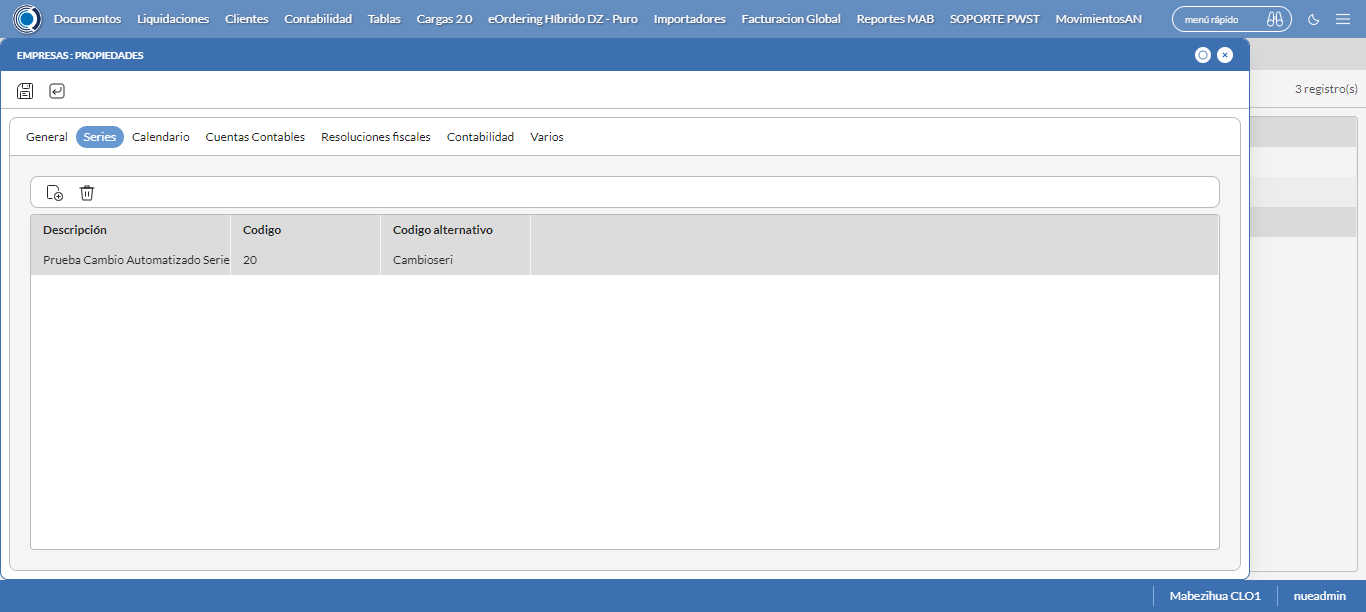 Documentos Liquidaciones Clientes Contabilidad Tablas Cargas 2.0 eOrdering Híbrido DZ - Puro Importadores Facturacion Global Reportes MAB SOPORTE PWST MovimientosAN menú rápido
EMPRESAS : PROPIEDADES
3 registro(s)
General Series Calendario Cuentas Contables Resoluciones fiscales Contabilidad Varios
Descripción Codigo Codigo alternativo
Prueba Cambio Automatizado Serie 20 Cambioseri
Mabezihua CLO1 nueadmin